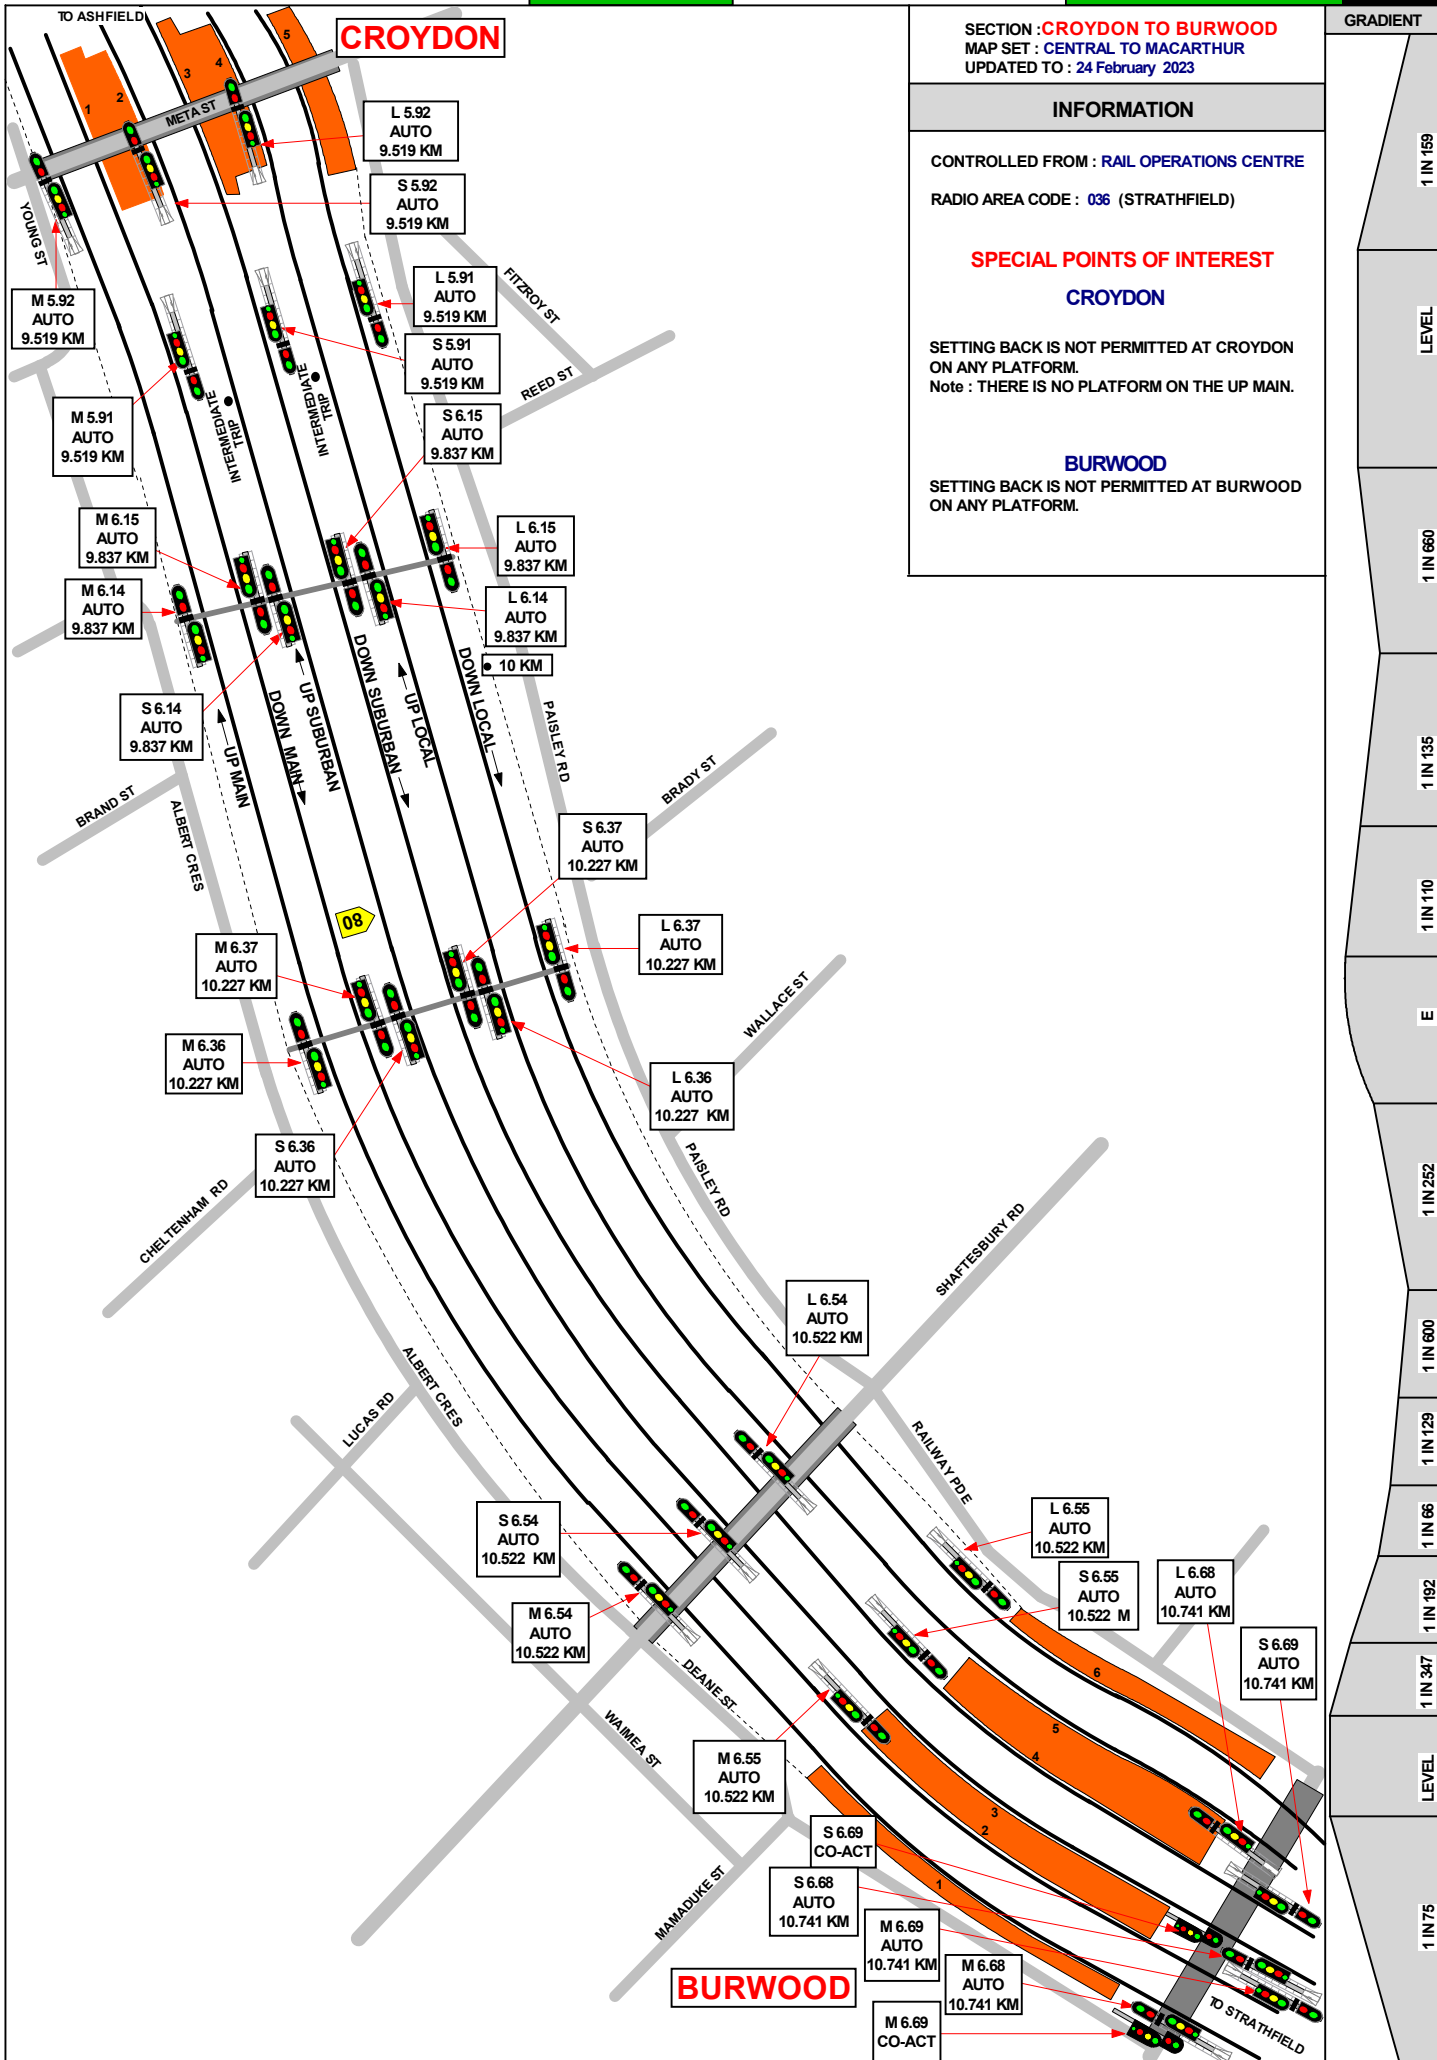 TO ASHFIELD
CROYDON
SECTION : CROYDON TO BURWOOD
MAP SET : CENTRAL TO MACARTHUR
UPDATED TO : 24 February 2023
GRADIENT
INFORMATION
CONTROLLED FROM : RAIL OPERATIONS CENTRE
RADIO AREA CODE : 036 (STRATHFIELD)
SPECIAL POINTS OF INTEREST
CROYDON
SETTING BACK IS NOT PERMITTED AT CROYDON
ON ANY PLATFORM.
Note : THERE IS NO PLATFORM ON THE UP MAIN.
BURWOOD
SETTING BACK IS NOT PERMITTED AT BURWOOD
ON ANY PLATFORM.
1 IN 159
LEVEL
1 IN 660
1 IN 135
1 IN 110
E
1 IN 252
1 IN 600
1 IN 129
1 IN 66
1 IN 192
1 IN 347
LEVEL
1 IN 75
1
2
3
4
5
META ST
L 5.92
AUTO
9.519 KM
S 5.92
AUTO
9.519 KM
YOUNG ST
M 5.92
AUTO
9.519 KM
L 5.91
AUTO
9.519 KM
FITZROY ST
S 5.91
AUTO
9.519 KM
REED ST
M 5.91
AUTO
9.519 KM
INTERMEDIATE
TRIP
INTERMEDIATE
TRIP
S 6.15
AUTO
9.837 KM
M 6.15
AUTO
9.837 KM
L 6.15
AUTO
9.837 KM
M 6.14
AUTO
9.837 KM
L 6.14
AUTO
9.837 KM
10 KM
S 6.14
AUTO
9.837 KM
UP MAIN
DOWN MAIN
UP SUBURBAN
DOWN SUBURBAN
UP LOCAL
DOWN LOCAL
PAISLEY RD
BRAND ST
ALBERT CRES
BRADY ST
S 6.37
AUTO
10.227 KM
80
M 6.37
AUTO
10.227 KM
L 6.37
AUTO
10.227 KM
WALLACE ST
M 6.36
AUTO
10.227 KM
L 6.36
AUTO
10.227 KM
S 6.36
AUTO
10.227 KM
CHELTENHAM RD
PAISLEY RD
SHAFTESBURY RD
L 6.54
AUTO
10.522 KM
ALBERT CRES
LUCAS RD
RAILWAY PDE
S 6.54
AUTO
10.522 KM
L 6.55
AUTO
10.522 KM
S 6.55
AUTO
10.522 M
L 6.68
AUTO
10.741 KM
M 6.54
AUTO
10.522 KM
S 6.69
AUTO
10.741 KM
DEANE ST
WAIMEA ST
M 6.55
AUTO
10.522 KM
6
5
4
3
2
1
S 6.69
CO-ACT
S 6.68
AUTO
10.741 KM
MAMADUKE ST
M 6.69
AUTO
10.741 KM
M 6.68
AUTO
10.741 KM
BURWOOD
M 6.69
CO-ACT
TO STRATHFIELD